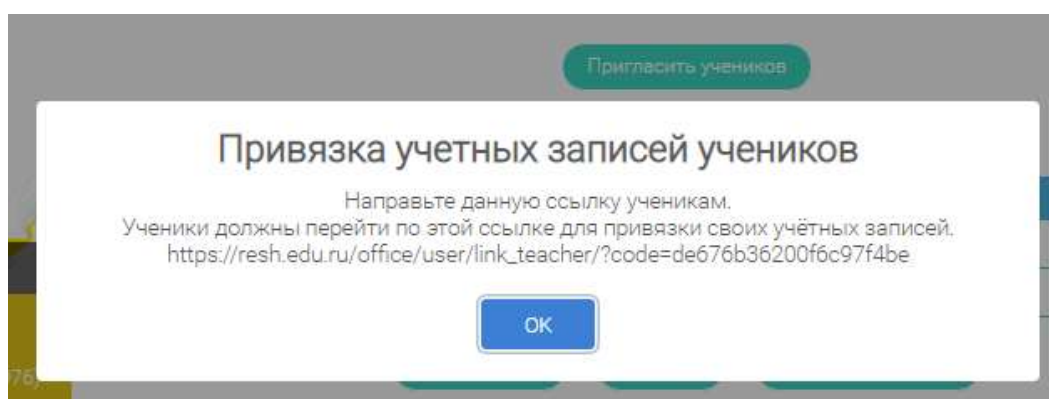 Пригласить учеников
Привязка учетных записей учеников
Направьте данную ссылку ученикам.
Ученики должны перейти по этой ссылке для привязки своих учётных записей.
https://resh.edu.ru/office/user/link_teacher/?code=de676b36200f6c97f4be
ОК